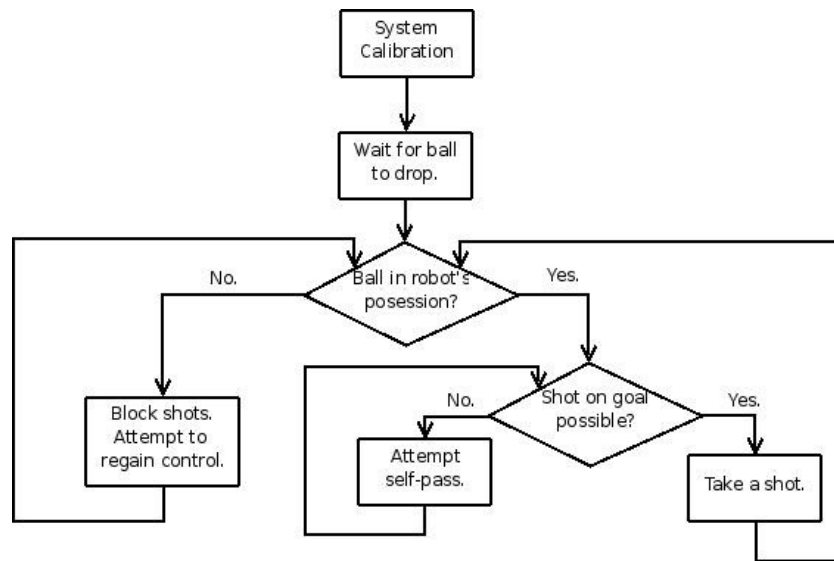 System
Calibration
Wait for ball
to drop.
No.
Ball in robot's
posession?
Yes.
Block shots.
Attempt to
regain control.
No.
Shot on goal
possible?
Yes.
Attempt
self-pass.
Take a shot.